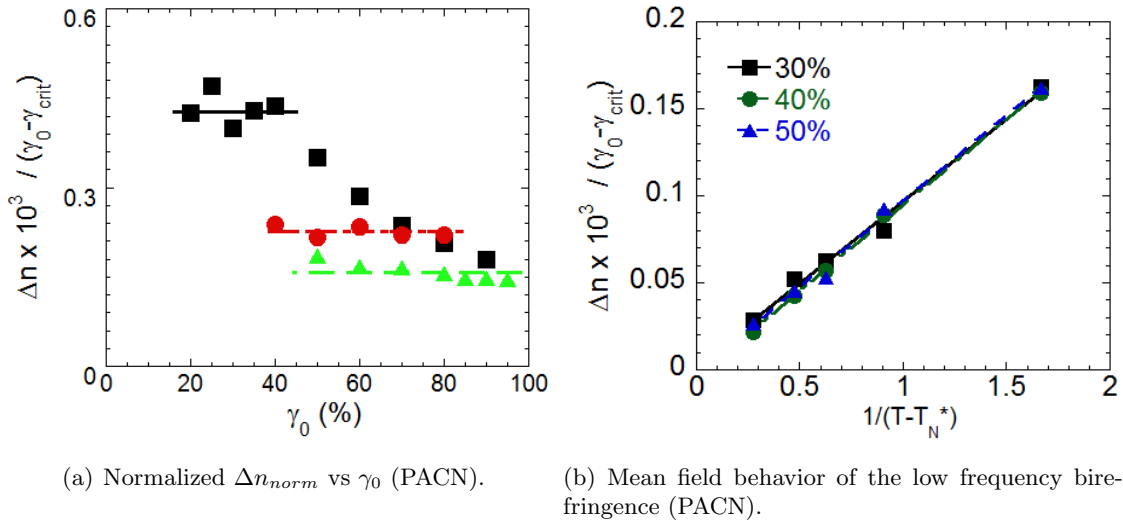 0.6
0.3
0
Δn x 10³ / (γ₀-γcrit)
0 20 40 60 80 100
γ₀ (%)
(a) Normalized Δnₙₒᵣₘ vs γ₀ (PACN).
0.2
0.15
0.1
0.05
0
Δn x 10³ / (γ₀-γcrit)
30%
40%
50%
0 0.5 1 1.5 2
1/(T-T_N*)
(b) Mean field behavior of the low frequency bire-
fringence (PACN).